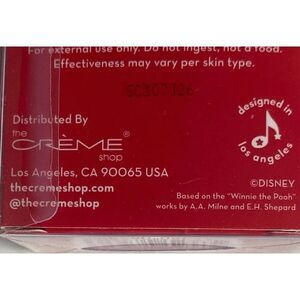 For external use only. Do not ingest, not a food.
Effectiveness may vary per skin type.
Distributed By
the
CRÈME®
shop
Los Angeles, CA 90065 USA
thecremeshop.com
@thecremeshop
designed in
los angeles
©DISNEY
Based on the "Winnie the Pooh"
works by A.A. Milne and E.H. Shepard